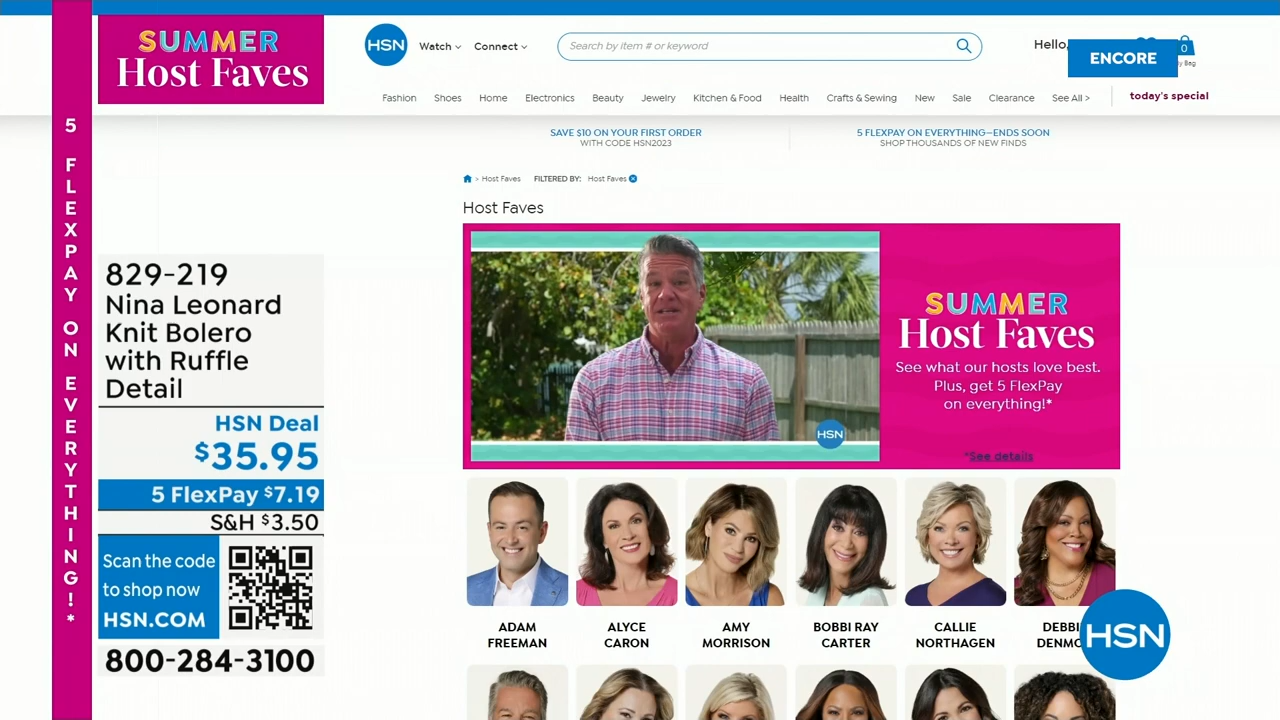 5 FLEXPAY ON EVERYTHING!*
SUMMER
Host Faves
HSN
Watch
Connect
Search by item # or keyword
Hello,
ENCORE
0
y Bag
Fashion
Shoes
Home
Electronics
Beauty
Jewelry
Kitchen & Food
Health
Crafts & Sewing
New
Sale
Clearance
See All >
today's special
SAVE $10 ON YOUR FIRST ORDER
WITH CODE HSN2023
5 FLEXPAY ON EVERYTHING—ENDS SOON
SHOP THOUSANDS OF NEW FINDS
> Host Faves
FILTERED BY:
Host Faves
Host Faves
829-219
Nina Leonard
Knit Bolero
with Ruffle
Detail
HSN Deal
$35.95
5 FlexPay $7.19
S&H $3.50
Scan the code
to shop now
HSN.COM
800-284-3100
HSN
SUMMER
Host Faves
See what our hosts love best.
Plus, get 5 FlexPay
on everything!*
*See details
ADAM
FREEMAN
ALYCE
CARON
AMY
MORRISON
BOBBI RAY
CARTER
CALLIE
NORTHAGEN
DEBBI
DENMO
HSN